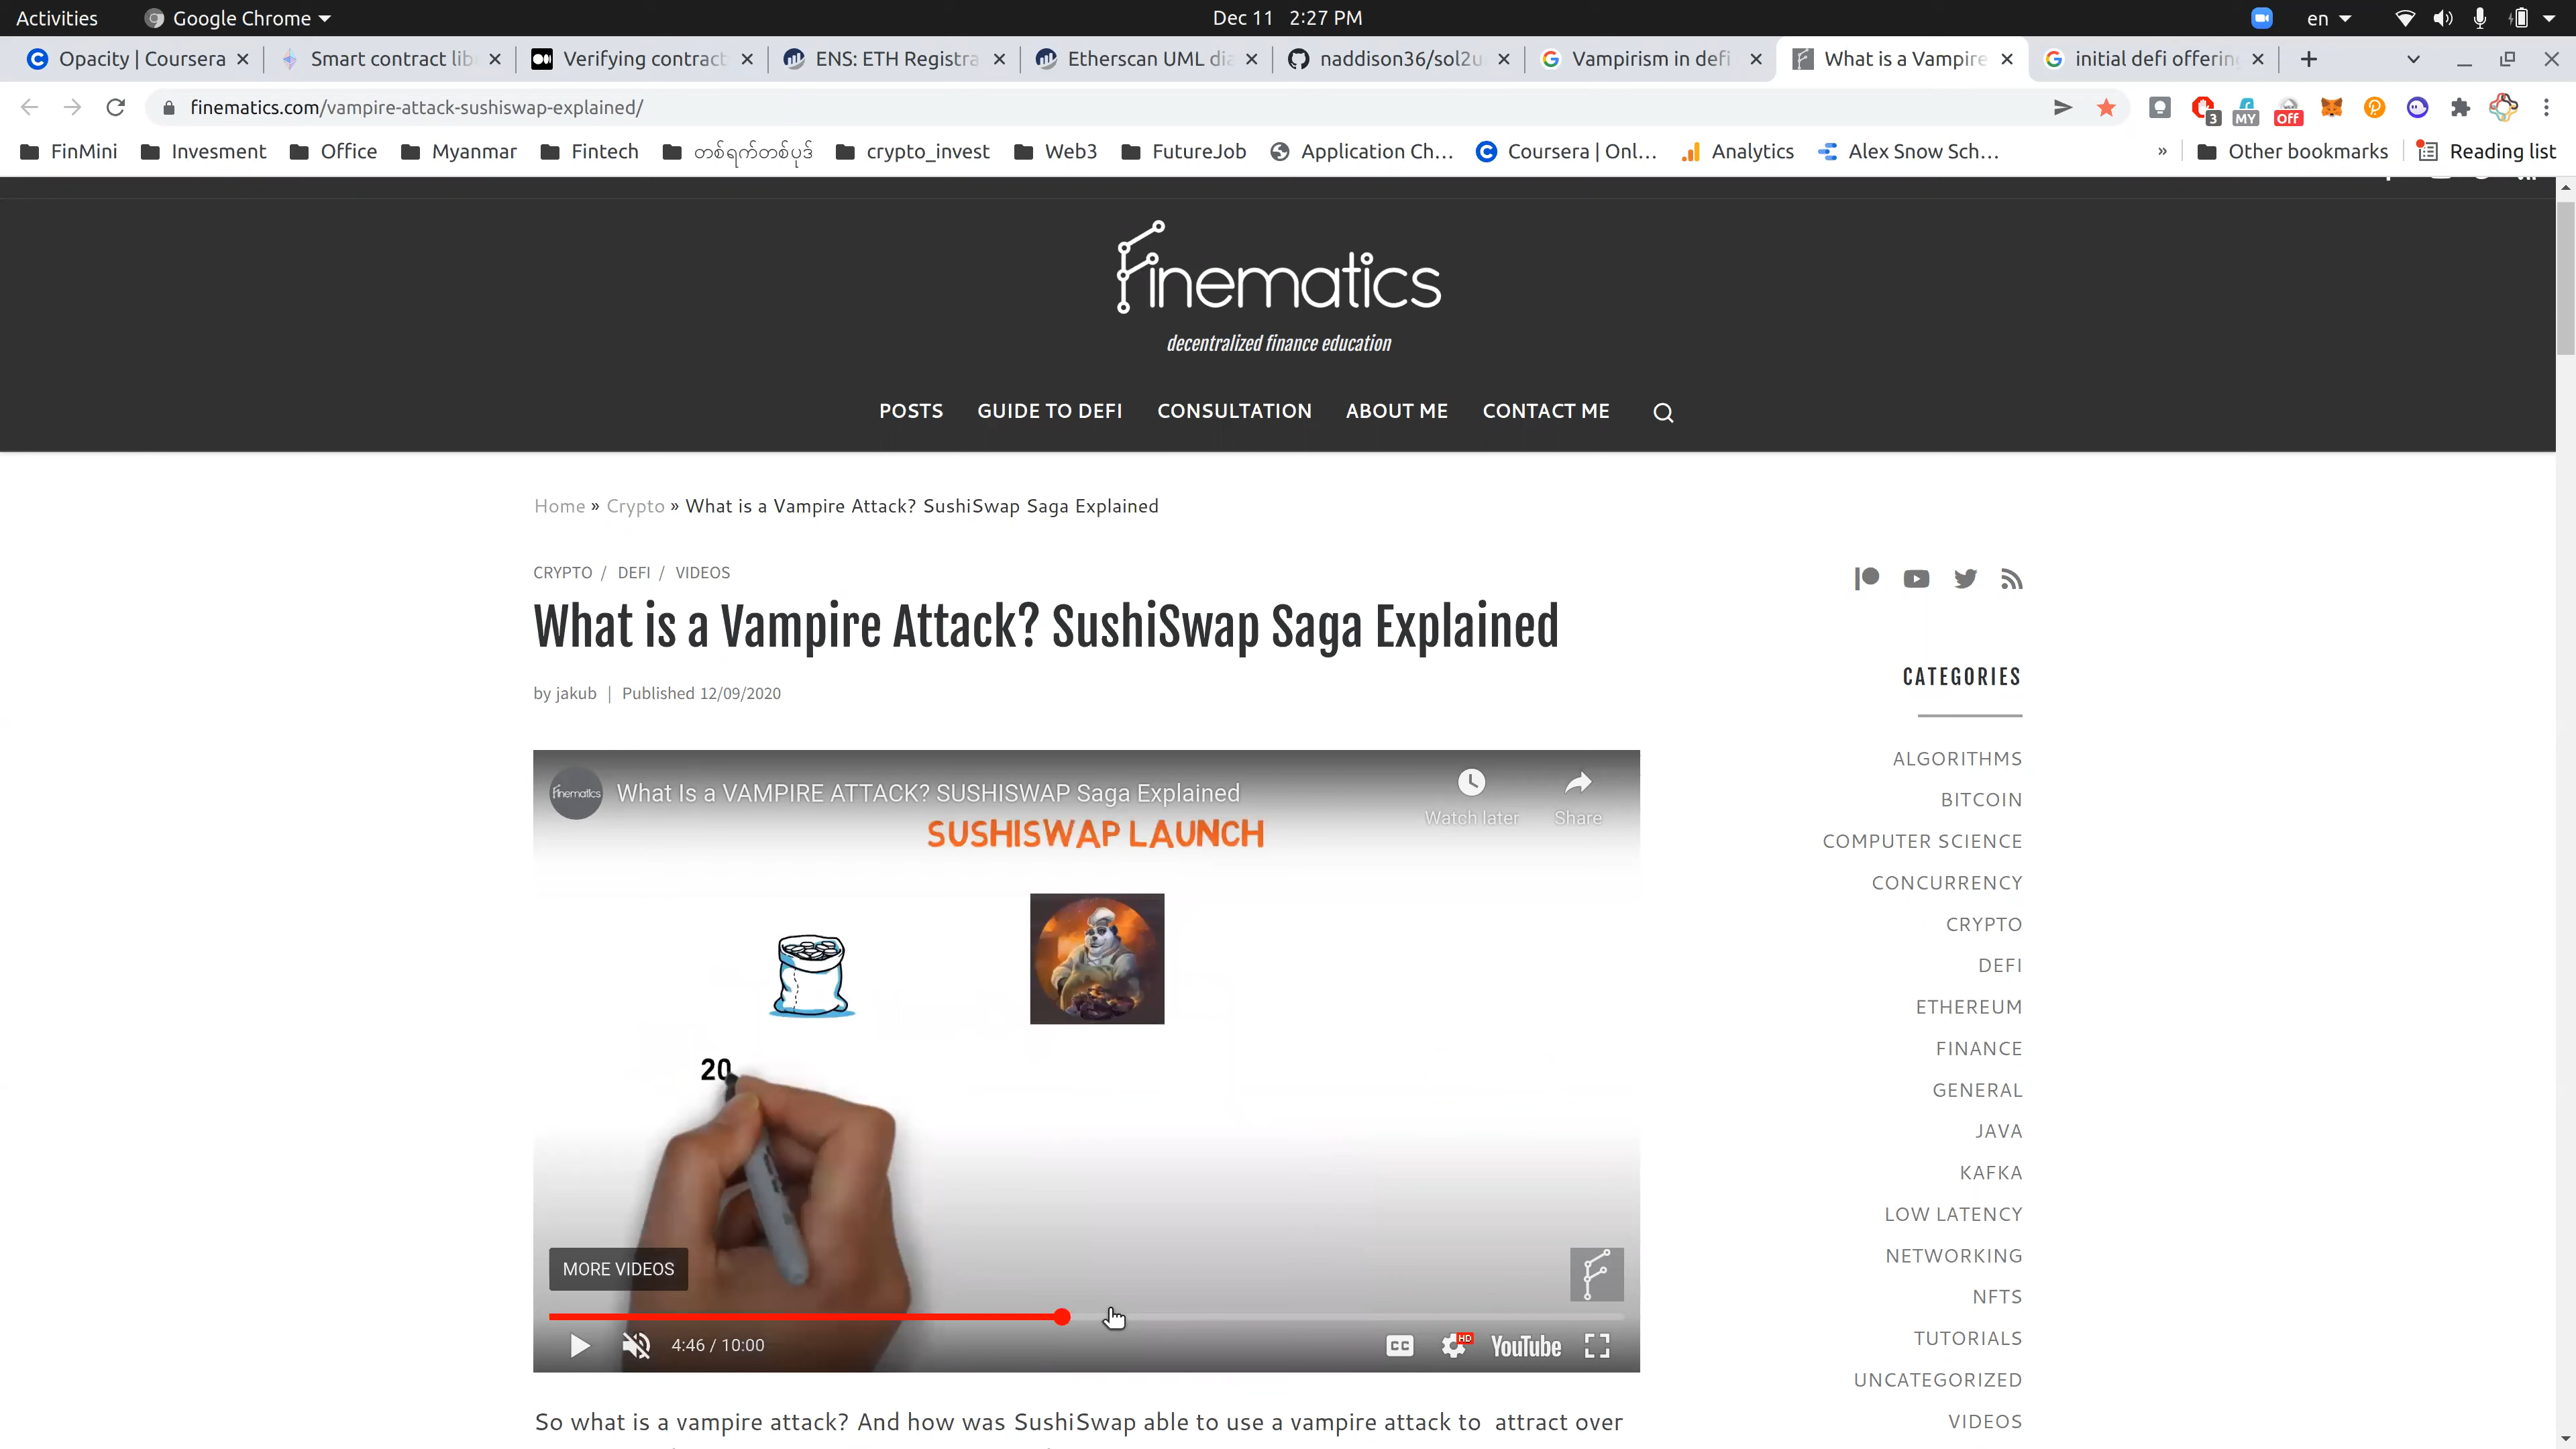 Activities
Google Chrome
Dec 11 2:27 PM
en
Opacity | Coursera
Smart contract lib
Verifying contract
ENS: ETH Registra
Etherscan UML dia
naddison36/sol2u
Vampirism in defi
What is a Vampire
initial defi offering
finematics.com/vampire-attack-sushiswap-explained/
3
MY
Off
FinMini
Invesment
Office
Myanmar
Fintech
တစ်ရက်တစ်ပုဒ်
crypto_invest
Web3
FutureJob
Application Ch...
Coursera | Onl...
Analytics
Alex Snow Sch...
»
Other bookmarks
Reading list
Finematics
decentralized finance education
POSTS
GUIDE TO DEFI
CONSULTATION
ABOUT ME
CONTACT ME
Home » Crypto » What is a Vampire Attack? SushiSwap Saga Explained
CRYPTO / DEFI / VIDEOS
What is a Vampire Attack? SushiSwap Saga Explained
by jakub | Published 12/09/2020
Finematics
What Is a VAMPIRE ATTACK? SUSHISWAP Saga Explained
Watch later
Share
SUSHISWAP LAUNCH
20
MORE VIDEOS
4:46 / 10:00
CC
HD
YouTube
So what is a vampire attack? And how was SushiSwap able to use a vampire attack to attract over
CATEGORIES
ALGORITHMS
BITCOIN
COMPUTER SCIENCE
CONCURRENCY
CRYPTO
DEFI
ETHEREUM
FINANCE
GENERAL
JAVA
KAFKA
LOW LATENCY
NETWORKING
NFTS
TUTORIALS
UNCATEGORIZED
VIDEOS